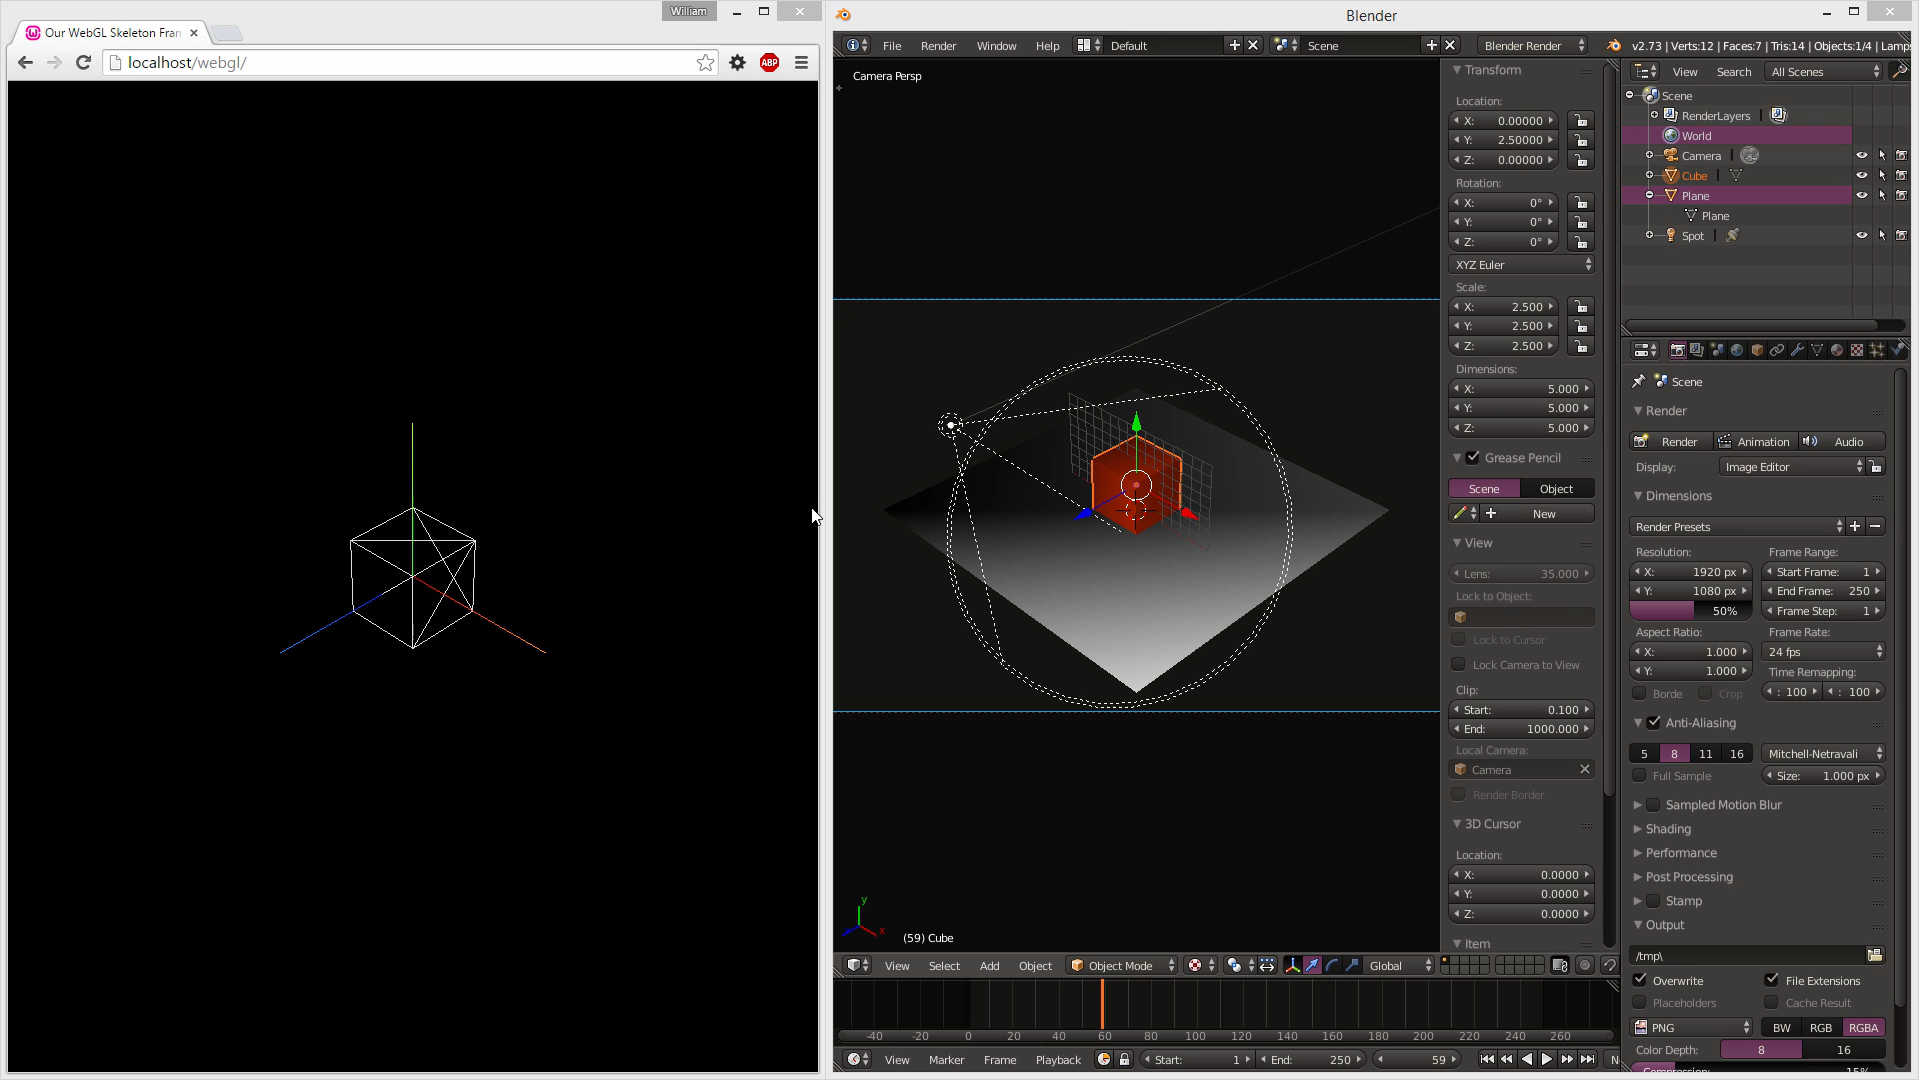 William
Our WebGL Skeleton Fram
localhost/webgl/
ABP
Blender
File Render Window Help Default Scene Blender Render v2.73 | Verts:12 | Faces:7 | Tris:14 | Objects:1/4 | Lamps
Camera Persp
y
x
(59) Cube
Transform
Location:
X: 0.00000
Y: 2.50000
Z: 0.00000
Rotation:
X: 0°
Y: 0°
Z: 0°
XYZ Euler
Scale:
X: 2.500
Y: 2.500
Z: 2.500
Dimensions:
X: 5.000
Y: 5.000
Z: 5.000
Grease Pencil
Scene Object
New
View
Lens: 35.000
Lock to Object:
Lock to Cursor
Lock Camera to View
Clip:
Start: 0.100
End: 1000.000
Local Camera:
Camera
Render Border
3D Cursor
Location:
X: 0.0000
Y: 0.0000
Z: 0.0000
Item
View Search All Scenes
Scene
RenderLayers
World
Camera
Cube
Plane
Plane
Spot
Scene
Render
Render Animation Audio
Display: Image Editor
Dimensions
Render Presets
Resolution: Frame Range:
X: 1920 px Start Frame: 1
Y: 1080 px End Frame: 250
50% Frame Step: 1
Aspect Ratio: Frame Rate:
X: 1.000 24 fps
Y: 1.000 Time Remapping:
Borde Crop : 100 : 100
Anti-Aliasing
5 8 11 16 Mitchell-Netravali
Full Sample Size: 1.000 px
Sampled Motion Blur
Shading
Performance
Post Processing
Stamp
Output
/tmp\
Overwrite File Extensions
Placeholders Cache Result
PNG BW RGB RGBA
Color Depth: 8 16
Compression: 15%
View Select Add Object Object Mode Global
-40 -20 0 20 40 60 80 100 120 140 160 180 200 220 240 260
View Marker Frame Playback Start: 1 End: 250 59 N